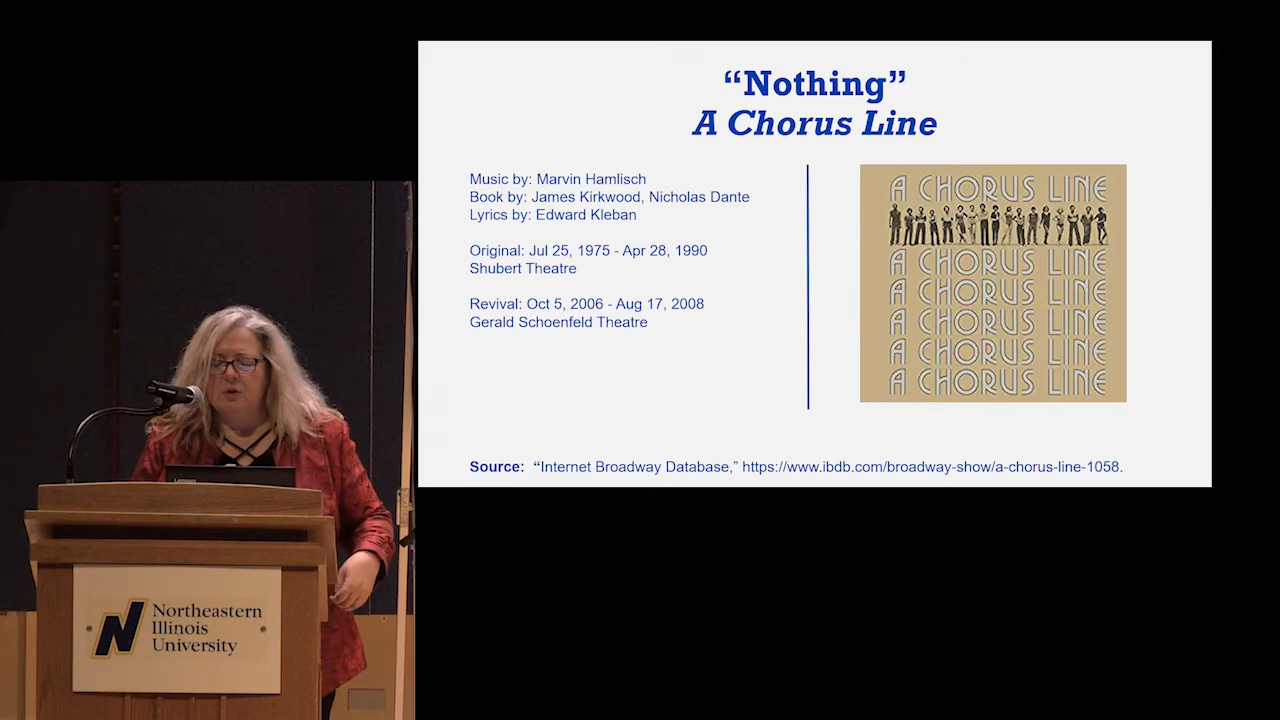 “Nothing”
A Chorus Line
Music by: Marvin Hamlisch
Book by: James Kirkwood, Nicholas Dante
Lyrics by: Edward Kleban
Original: Jul 25, 1975 - Apr 28, 1990
Shubert Theatre
Revival: Oct 5, 2006 - Aug 17, 2008
Gerald Schoenfeld Theatre
A CHORUS LINE
A CHORUS LINE
A CHORUS LINE
A CHORUS LINE
A CHORUS LINE
A CHORUS LINE
Source: “Internet Broadway Database,” https://www.ibdb.com/broadway-show/a-chorus-line-1058.
Lenovo
N Northeastern
Illinois
University